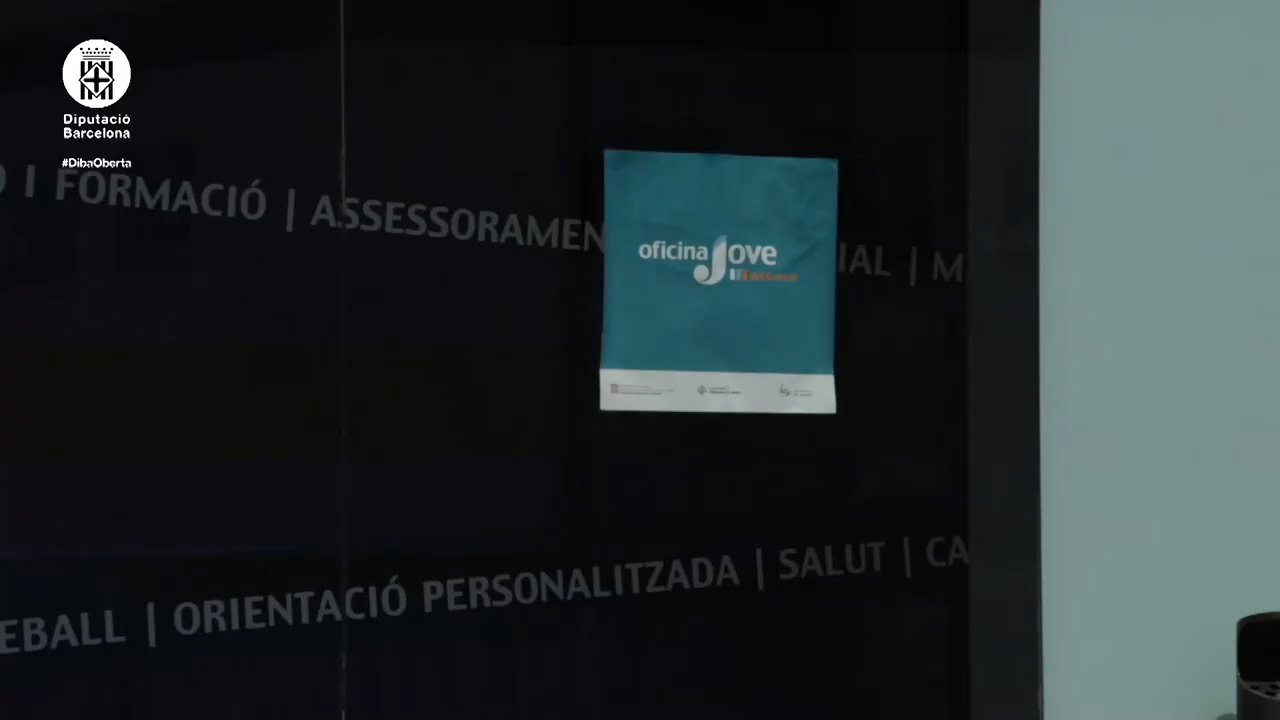 Diputació
Barcelona
#DibaOberta
I FORMACIÓ | ASSESSORAMEN
IAL | M
oficina Jove
EBALL | ORIENTACIÓ PERSONALITZADA | SALUT | CA